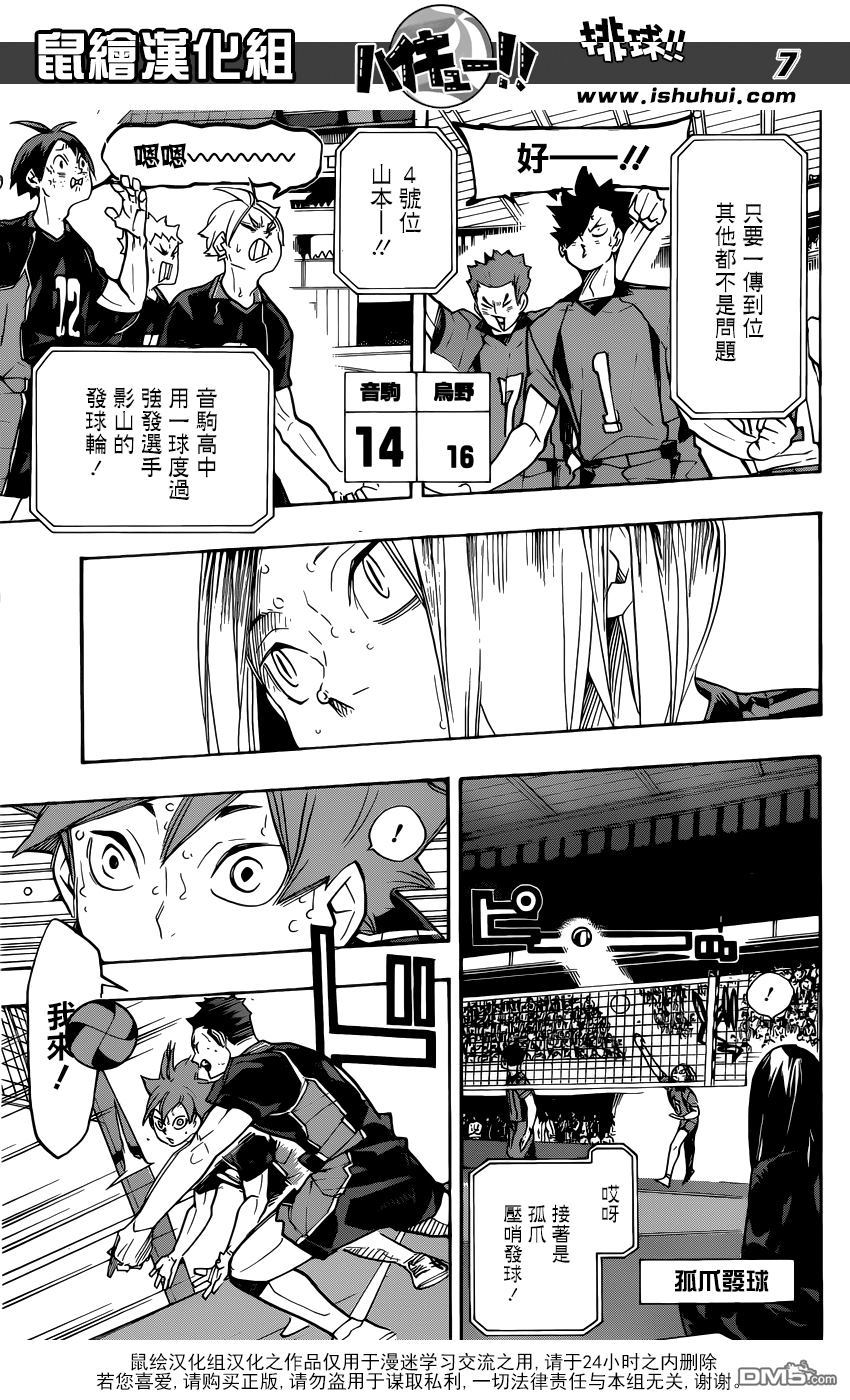 鼠繪漢化組
ハイキュー!!
排球!!
7
www.ishuhui.com
只要一傳到位
其他都不是問題
好——!!
4號位
山本—!!
嗯嗯~~~~~
音駒 烏野
14 16
音駒高中
用一球度過
強發選手
影山的
發球輪!
!
ピ
!
哎呀
接著是
孤爪
壓哨發球!
孤爪發球
!
我來!
鼠绘汉化组汉化之作品仅用于漫迷学习交流之用, 请于24小时之内删除
若您喜爱, 请购买正版, 请勿用于谋取私利, 一切法律责任与本组无关, 谢谢。
DM5.com